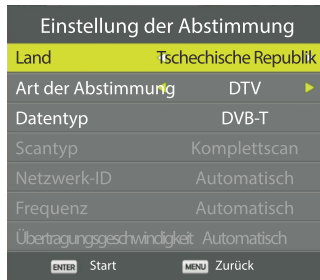 Einstellung der Abstimmung
Land Tschechische Republik
Art der Abstimmung DTV
Datentyp DVB-T
Scantyp Komplettscan
Netzwerk-ID Automatisch
Frequenz Automatisch
Übertragungsgeschwindigkeit Automatisch
ENTER Start MENU Zurück